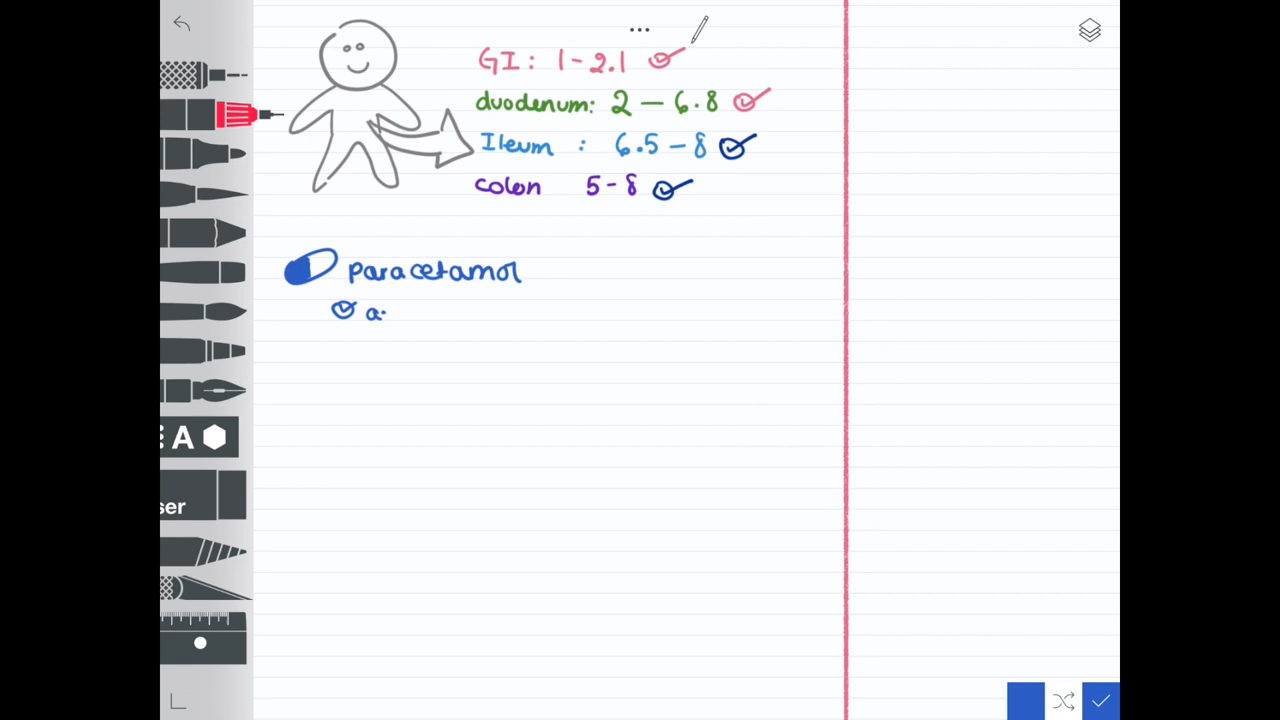 GI: 1-2.1
duodenum: 2 - 6.8
Ileum : 6.5-8
colon 5-8
paracetamol
a
A
ser